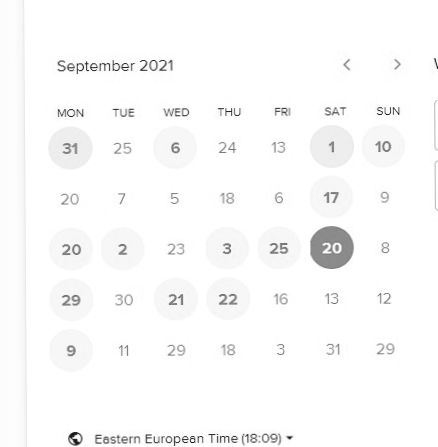 September 2021 < >
MON TUE WED THU FRI SAT SUN
31 25 6 24 13 1 10
20 7 5 18 6 17 9
20 2 23 3 25 20 8
29 30 21 22 16 13 12
9 11 29 18 3 31 29
Eastern European Time (18:09)